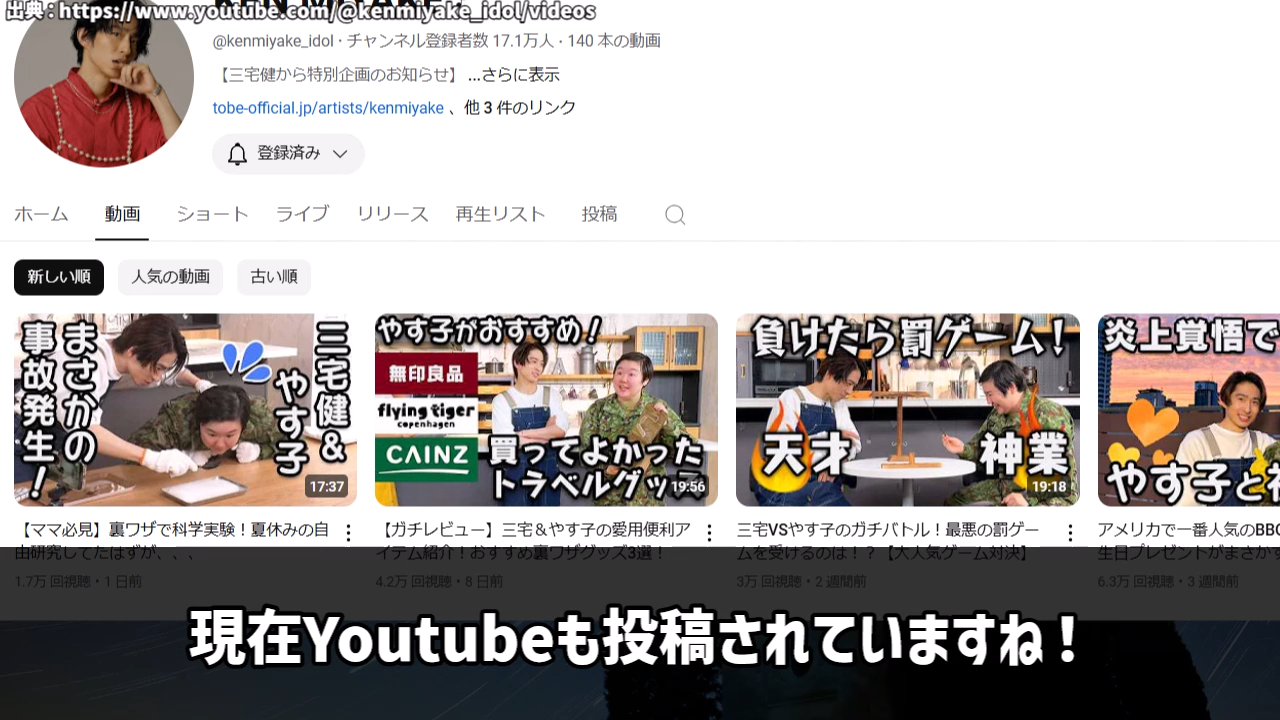 出典：https://www.youtube.com/@kenmiyake_idol/videos
@kenmiyake_idol · チャンネル登録者数 17.1万人 · 140 本の動画
【三宅健から特別企画のお知らせ】 ...さらに表示
tobe-official.jp/artists/kenmiyake 、他 3 件のリンク
登録済み
ホーム 動画 ショート ライブ リリース 再生リスト 投稿
新しい順 人気の動画 古い順
まさかの
事故発生！
三宅健&
やす子
17:37
やす子がおすすめ！
無印良品
flying tiger
copenhagen
CAINZ
買ってよかった
トラベルグッズ
19:56
負けたら罰ゲーム！
天才
神業
19:18
炎上覚悟で
やす子と
【ママ必見】裏ワザで科学実験！夏休みの自
由研究してたはずが、、、
1.7万 回視聴・1 日前
【ガチレビュー】三宅＆やす子の愛用便利ア
イテム紹介！おすすめ裏ワザグッズ3選！
4.2万 回視聴・8 日前
三宅VSやす子のガチバトル！最悪の罰ゲー
ムを受けるのは！？【大人気ゲーム対決】
3万 回視聴・2 週間前
アメリカで一番人気のBBQ
生日プレゼントがまさか
6.3万 回視聴・3 週間前
現在Youtubeも投稿されていますね！